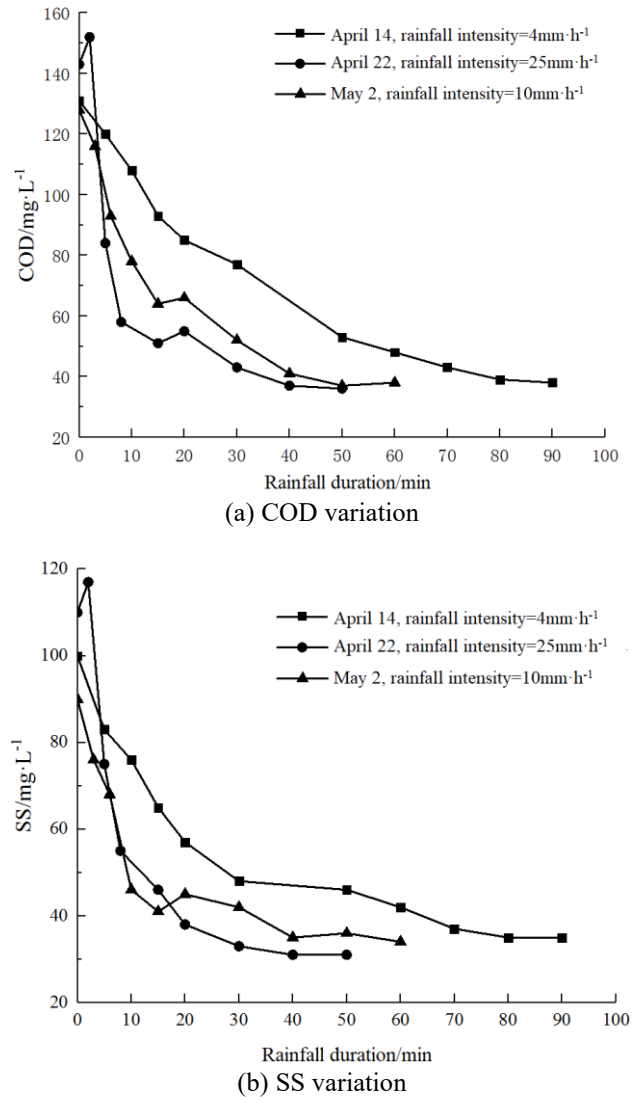 160
140
120
100
80
60
40
20
COD/mg·L⁻¹
April 14, rainfall intensity=4mm·h⁻¹
April 22, rainfall intensity=25mm·h⁻¹
May 2, rainfall intensity=10mm·h⁻¹
0 10 20 30 40 50 60 70 80 90 100
Rainfall duration/min
(a) COD variation
120
100
80
60
40
20
SS/mg·L⁻¹
April 14, rainfall intensity=4mm·h⁻¹
April 22, rainfall intensity=25mm·h⁻¹
May 2, rainfall intensity=10mm·h⁻¹
0 10 20 30 40 50 60 70 80 90 100
Rainfall duration/min
(b) SS variation